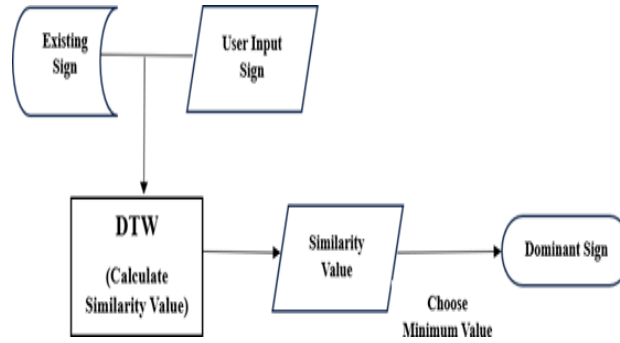 Existing
Sign
User Input
Sign
DTW
(Calculate
Similarity Value)
Similarity
Value
Choose
Minimum Value
Dominant Sign